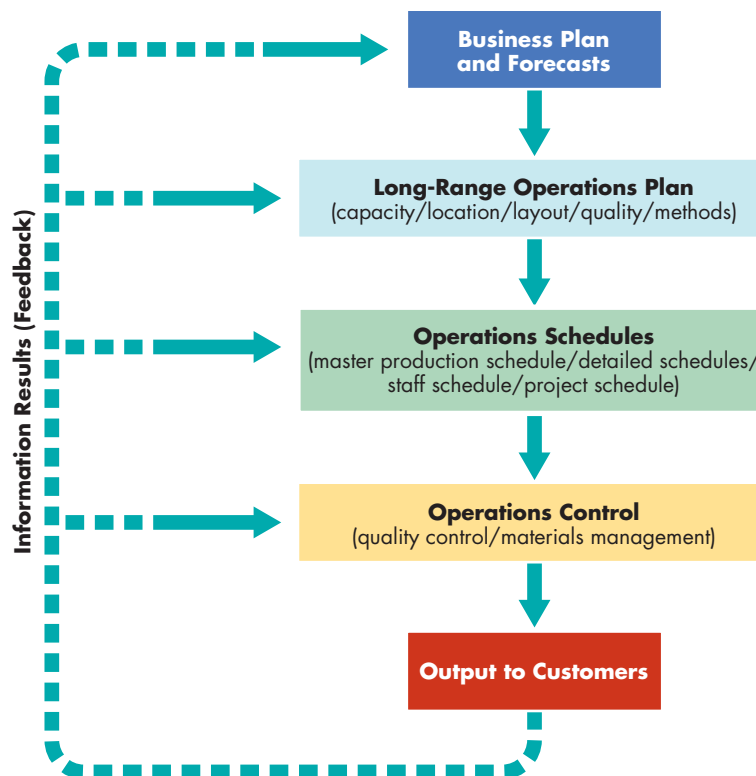 Business Plan
and Forecasts
Long-Range Operations Plan
(capacity/location/layout/quality/methods)
Operations Schedules
(master production schedule/detailed schedules/
staff schedule/project schedule)
Operations Control
(quality control/materials management)
Output to Customers
Information Results (Feedback)